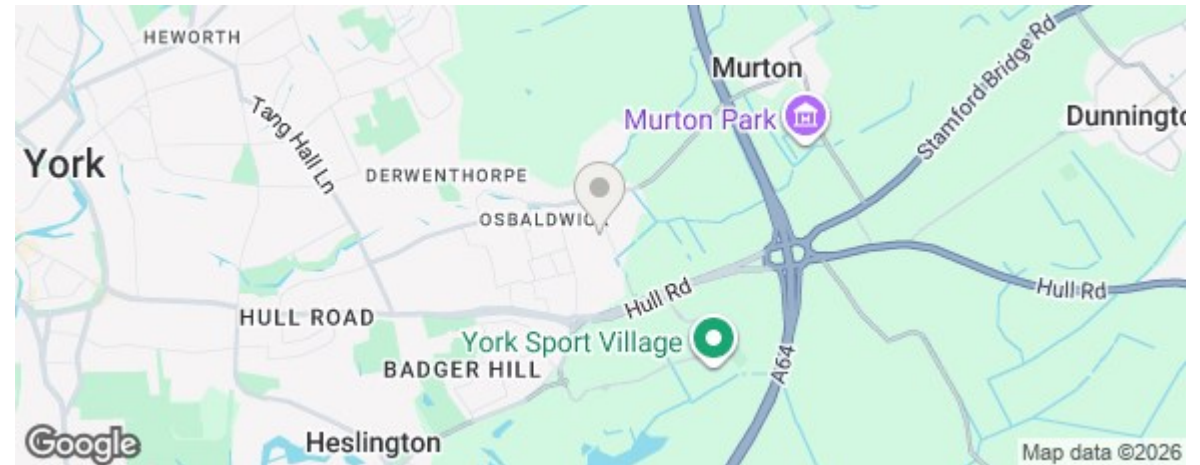 HEWORTH
Murton
Stamford Bridge Rd
Tang Hall Ln
Murton Park
Dunningto
York
DERWENTHORPE
OSBALDWICK
Hull Rd
Hull Rd
HULL ROAD
York Sport Village
BADGER HILL
A64
Heslington
Google
Map data ©2026